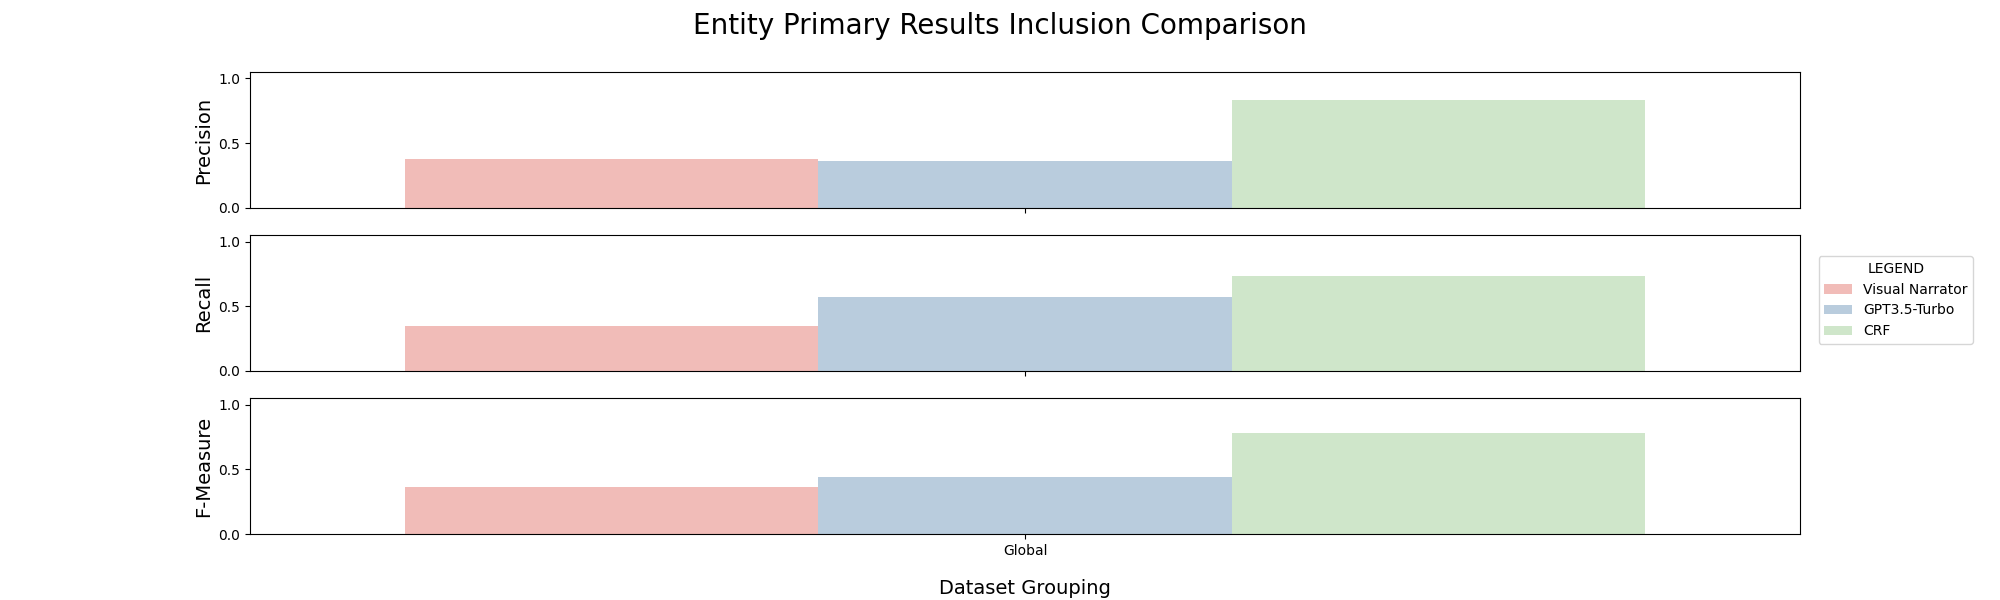 Entity Primary Results Inclusion Comparison
1.0
0.5
0.0
Precision
1.0
0.5
0.0
Recall
1.0
0.5
0.0
F-Measure
Global
Dataset Grouping
LEGEND
Visual Narrator
GPT3.5-Turbo
CRF